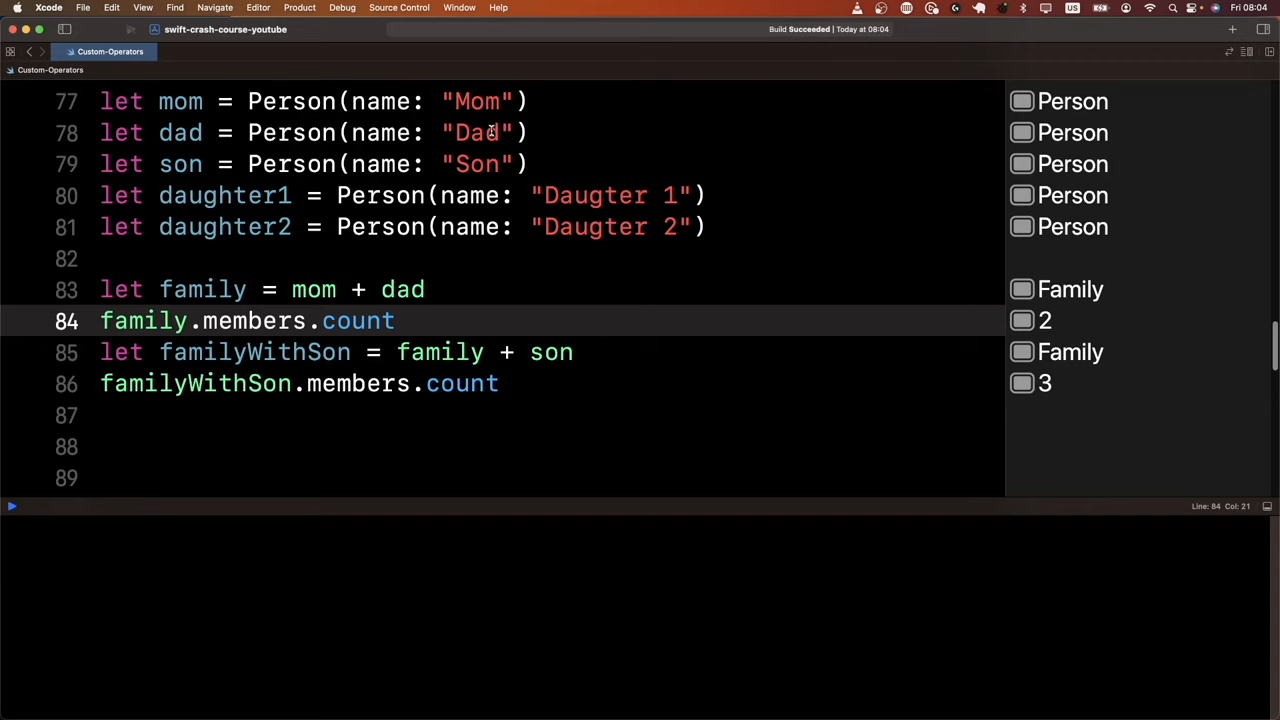 Xcode File Edit View Find Navigate Editor Product Debug Source Control Window Help Fri 08:04
swift-crash-course-youtube Build Succeeded | Today at 08:04
Custom-Operators
Custom-Operators
77 let mom = Person(name: "Mom") Person
78 let dad = Person(name: "Dad") Person
79 let son = Person(name: "Son") Person
80 let daughter1 = Person(name: "Daugter 1") Person
81 let daughter2 = Person(name: "Daugter 2") Person
82
83 let family = mom + dad Family
84 family.members.count 2
85 let familyWithSon = family + son Family
86 familyWithSon.members.count 3
87
88
89
Line: 84 Col: 21